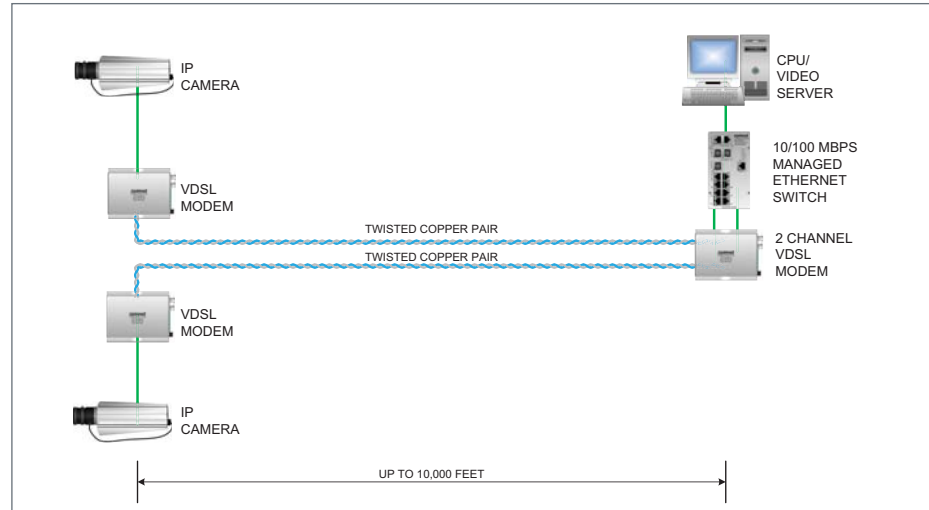 IP
CAMERA
CPU/
VIDEO
SERVER
10/100 MBPS
MANAGED
ETHERNET
SWITCH
VDSL
MODEM
TWISTED COPPER PAIR
2 CHANNEL
VDSL
MODEM
TWISTED COPPER PAIR
VDSL
MODEM
IP
CAMERA
UP TO 10,000 FEET